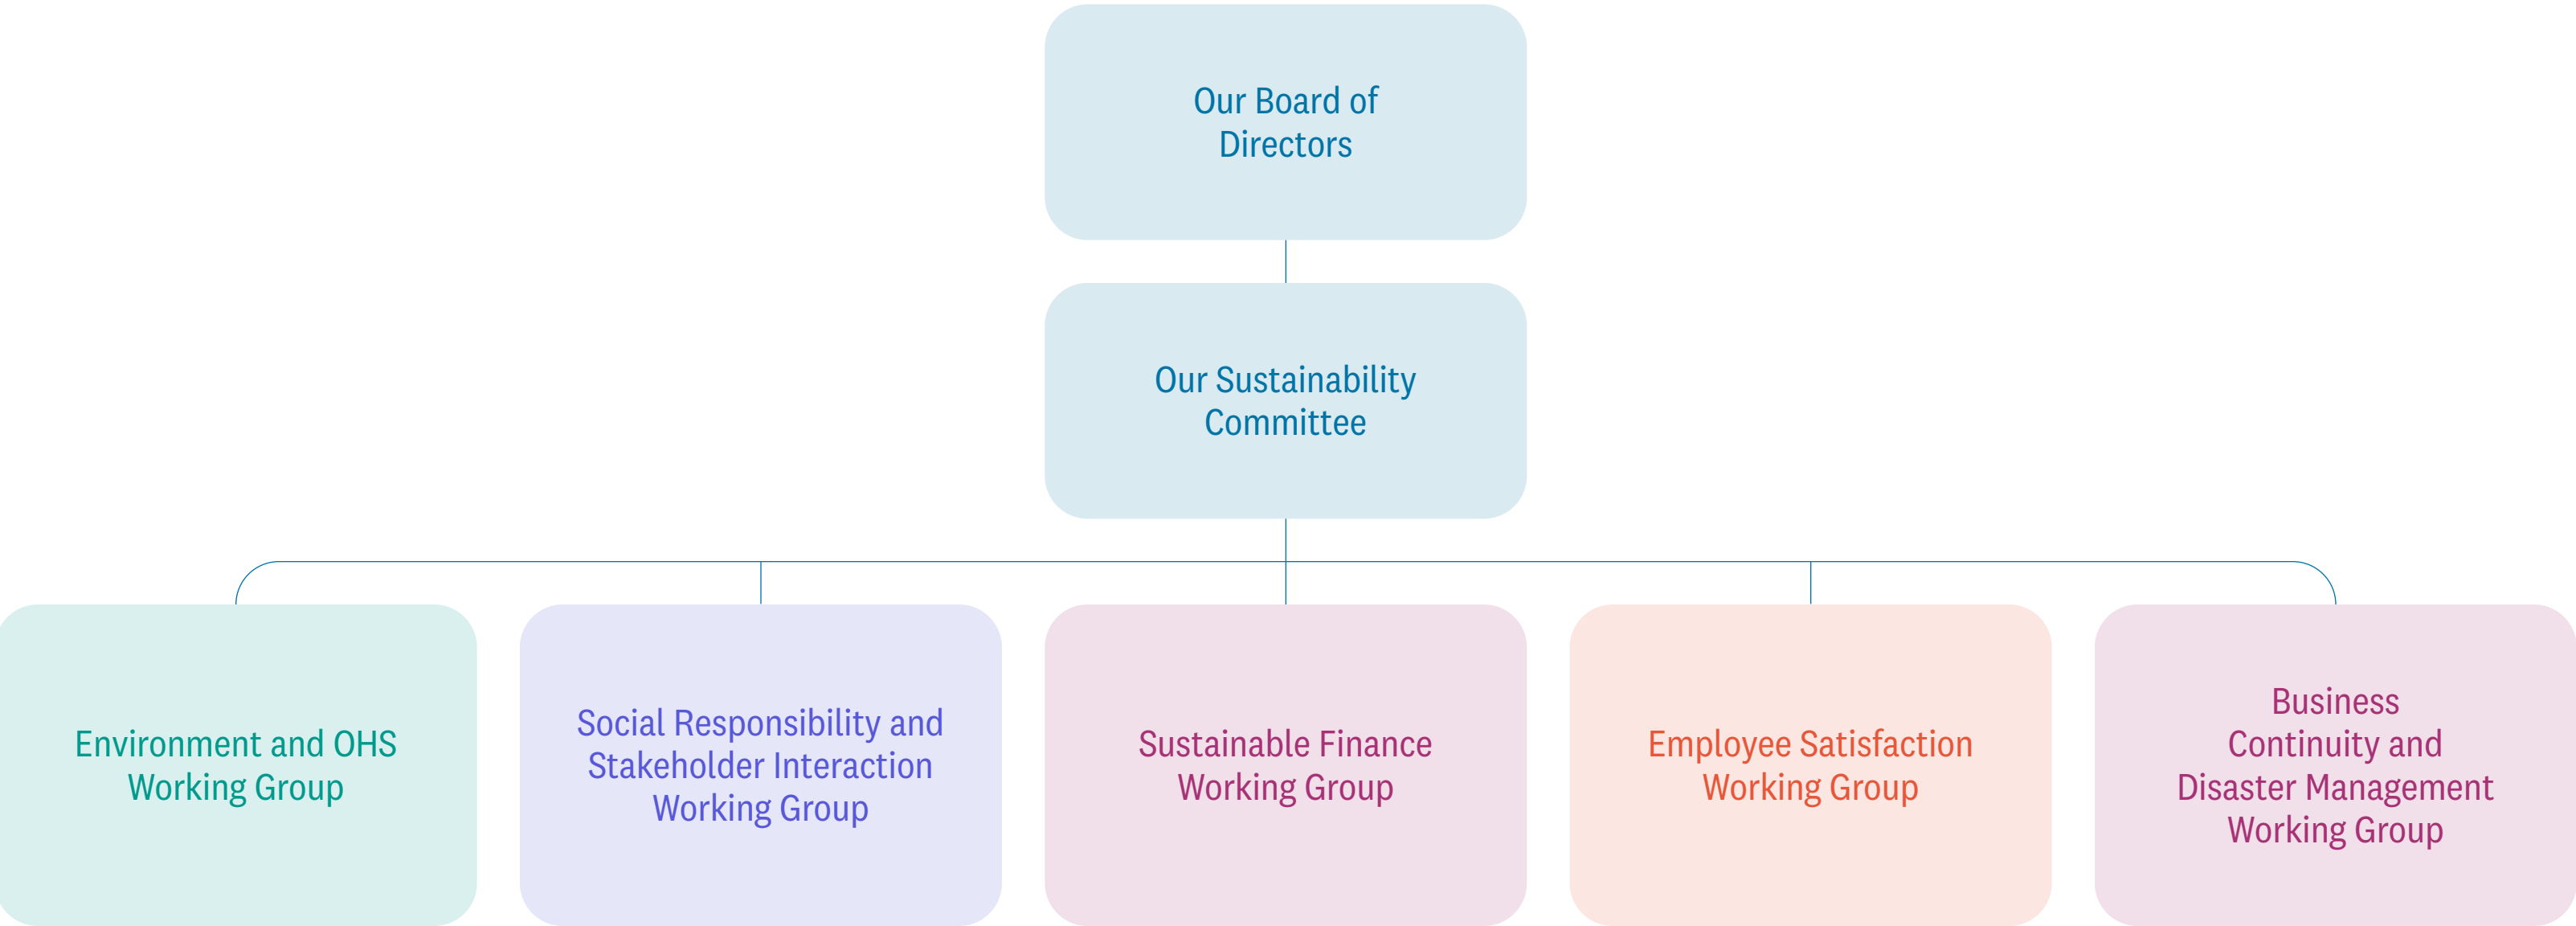 Our Board of
Directors
Our Sustainability
Committee
Environment and OHS
Working Group
Social Responsibility and
Stakeholder Interaction
Working Group
Sustainable Finance
Working Group
Employee Satisfaction
Working Group
Business
Continuity and
Disaster Management
Working Group